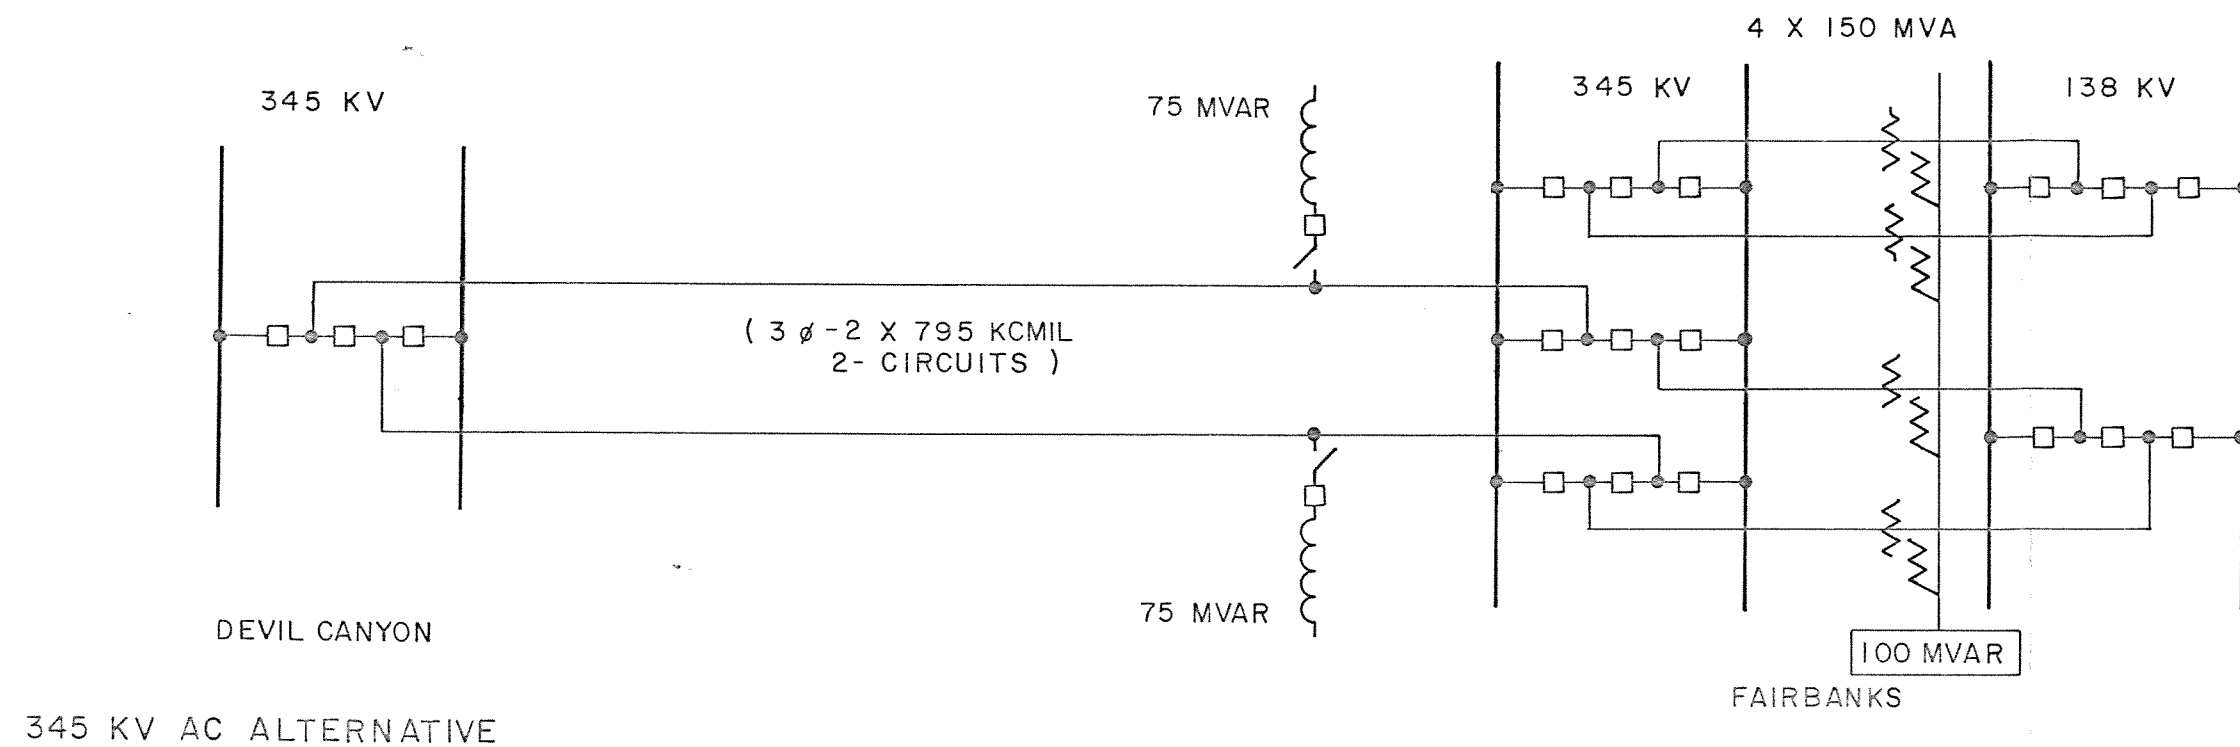 4 X 150 MVA
345 KV
75 MVAR
345 KV
138 KV
( 3 ø - 2 X 795 KCMIL
2- CIRCUITS )
75 MVAR
DEVIL CANYON
100 MVAR
FAIRBANKS
345 KV AC ALTERNATIVE